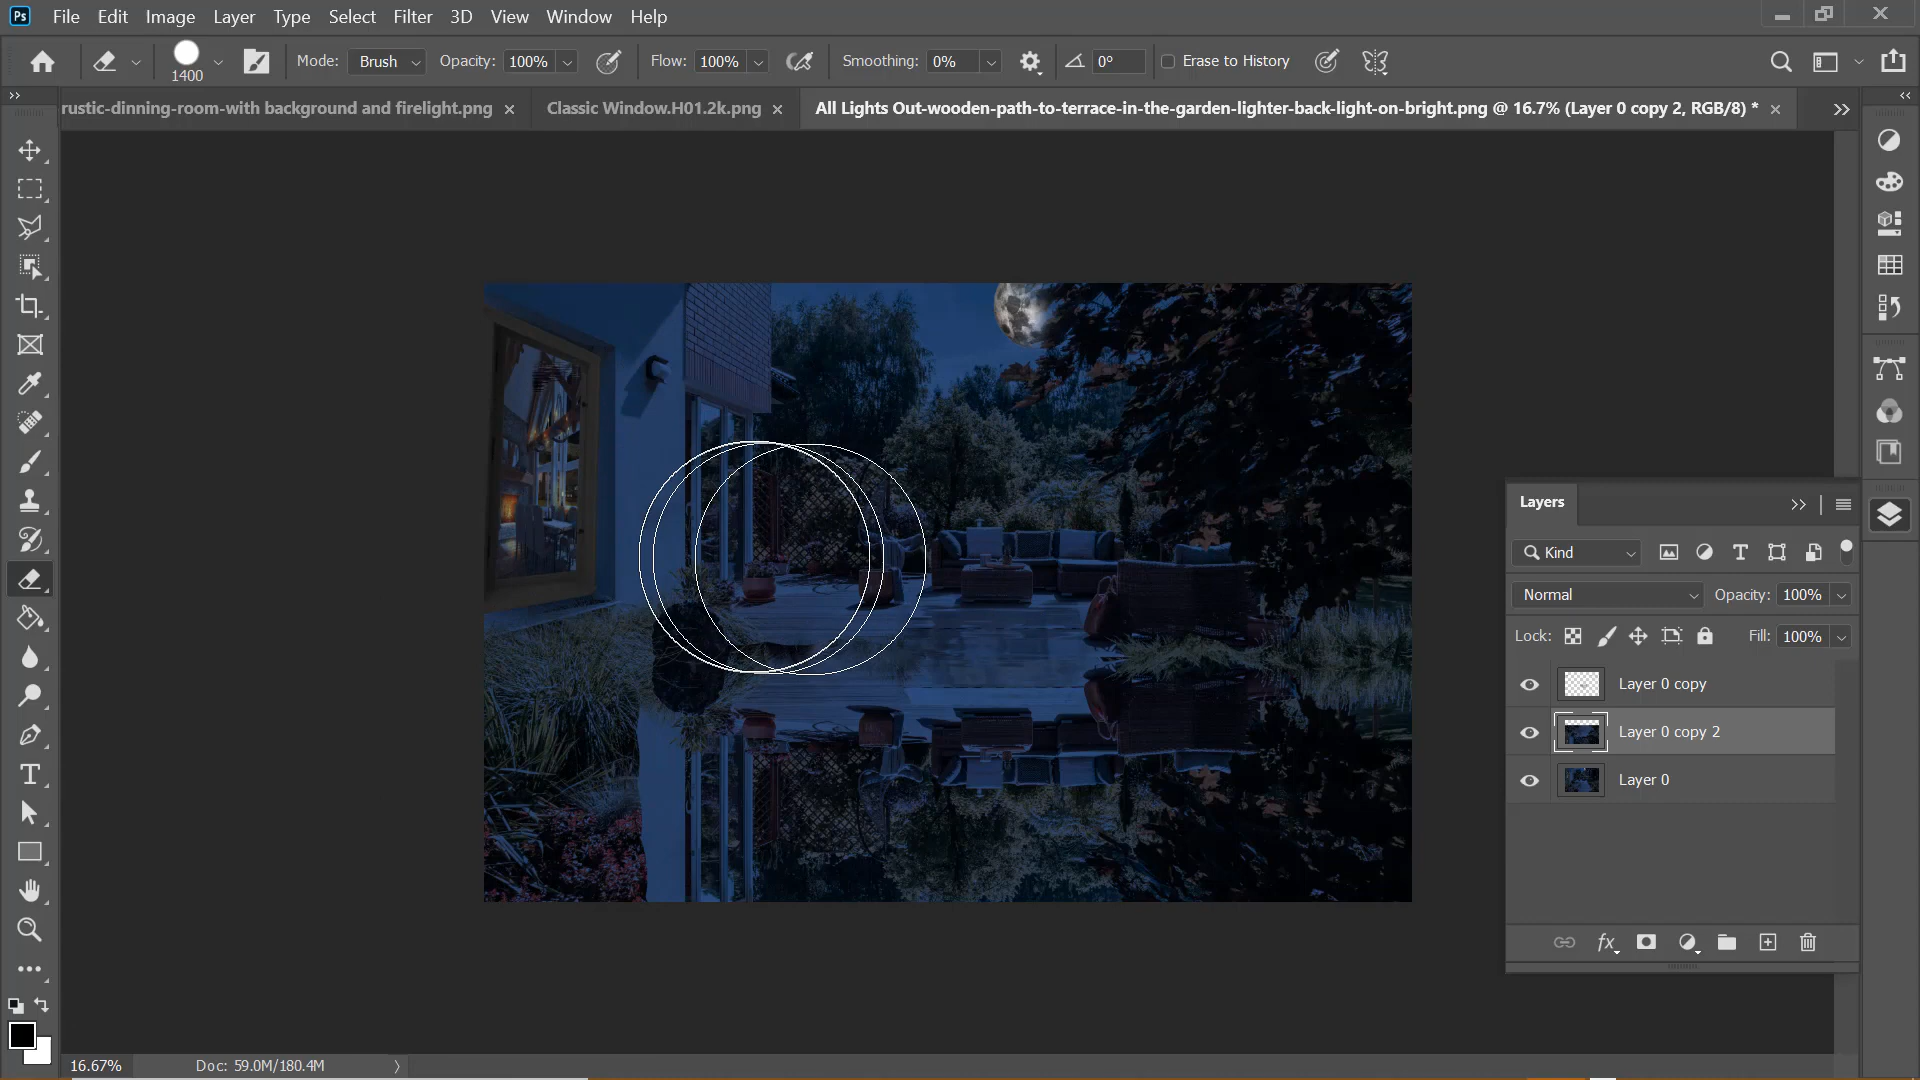 Ps File Edit Image Layer Type Select Filter 3D View Window Help
1400 Mode: Brush Opacity: 100% Flow: 100% Smoothing: 0% 0° Erase to History
rustic-dinning-room-with background and firelight.png Classic Window.H01.2k.png All Lights Out-wooden-path-to-terrace-in-the-garden-lighter-back-light-on-bright.png @ 16.7% (Layer 0 copy 2, RGB/8) *
Layers
Kind
Normal Opacity: 100%
Lock: Fill: 100%
Layer 0 copy
Layer 0 copy 2
Layer 0
fx
16.67% Doc: 59.0M/180.4M